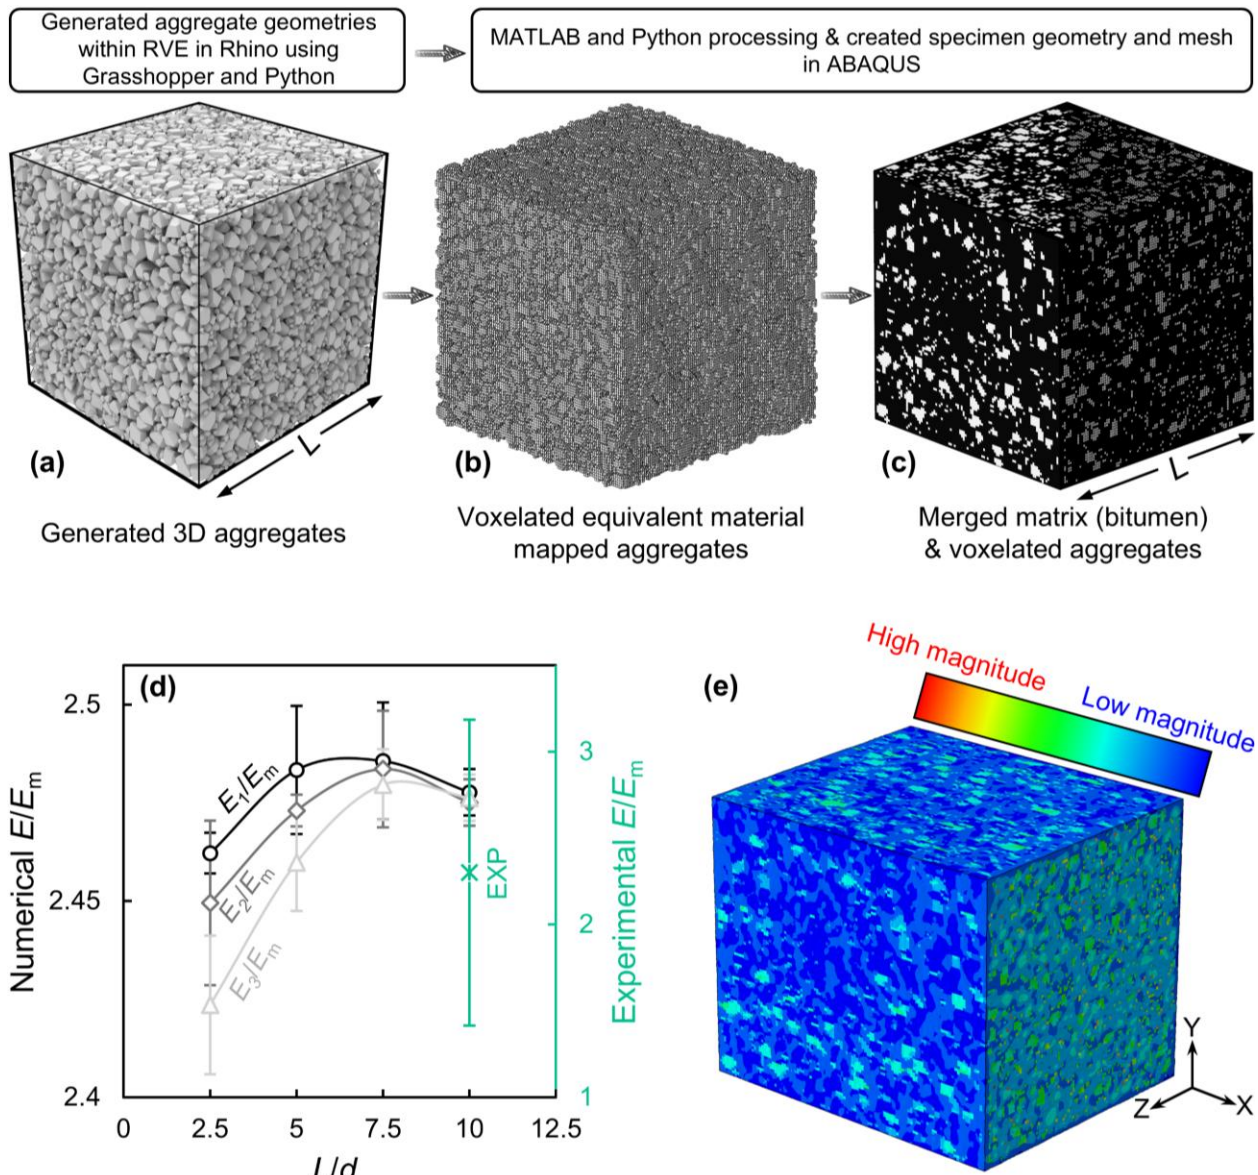 Generated aggregate geometries
within RVE in Rhino using
Grasshopper and Python
MATLAB and Python processing & created specimen geometry and mesh
in ABAQUS
L
L
(a)
(b)
(c)
Generated 3D aggregates
Voxelated equivalent material
mapped aggregates
Merged matrix (bitumen)
& voxelated aggregates
(d)
Numerical E/Em
2.5
2.45
2.4
E1/Em
E2/Em
E3/Em
EXP
3
2
1
Experimental E/Em
0 2.5 5 7.5 10 12.5
L/d
(e)
High magnitude
Low magnitude
Y
Z
X